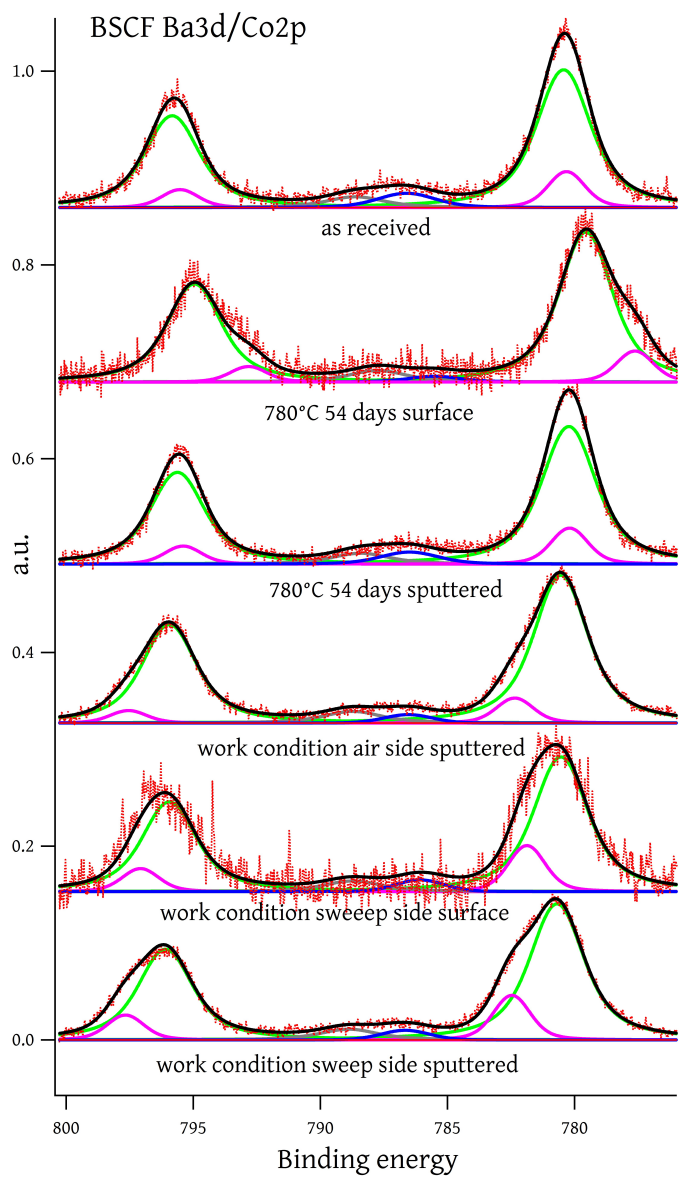 BSCF Ba3d/Co2p
1.0
as received
0.8
780°C 54 days surface
0.6
780°C 54 days sputtered
a.u.
0.4
work condition air side sputtered
0.2
work condition sweeep side surface
0.0
work condition sweep side sputtered
800 795 790 785 780
Binding energy